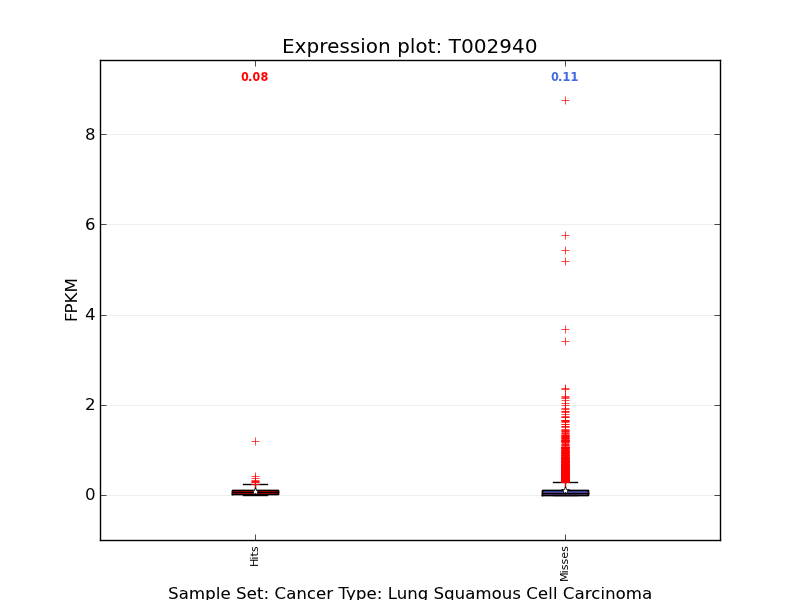 Expression plot: T002940
0.08
0.11
8
6
4
2
0
FPKM
Hits
Misses
Sample Set: Cancer Type: Lung Squamous Cell Carcinoma